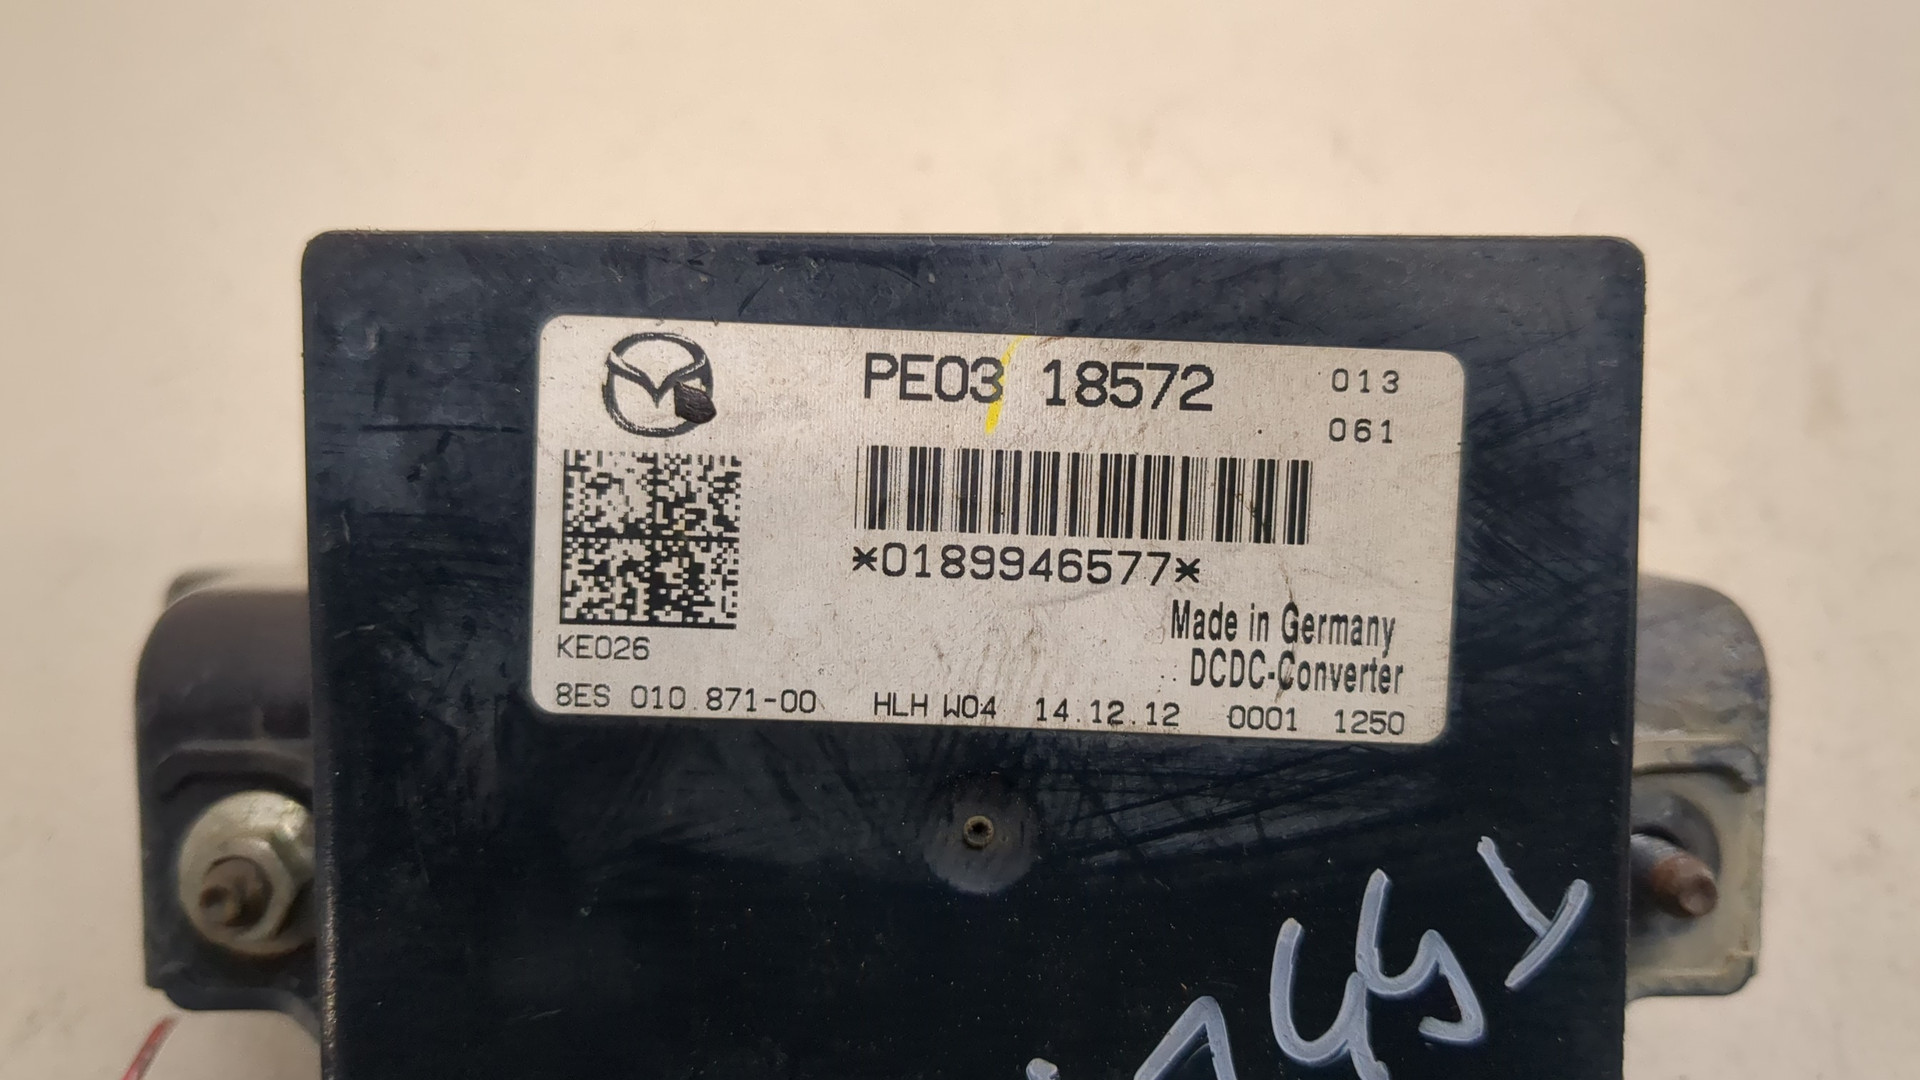 PE03 18572
013
061
*0189946577*
Made in Germany
DCDC-Converter
KE026
8ES 010.871-00 HLH W04 14.12.12 0001 1250